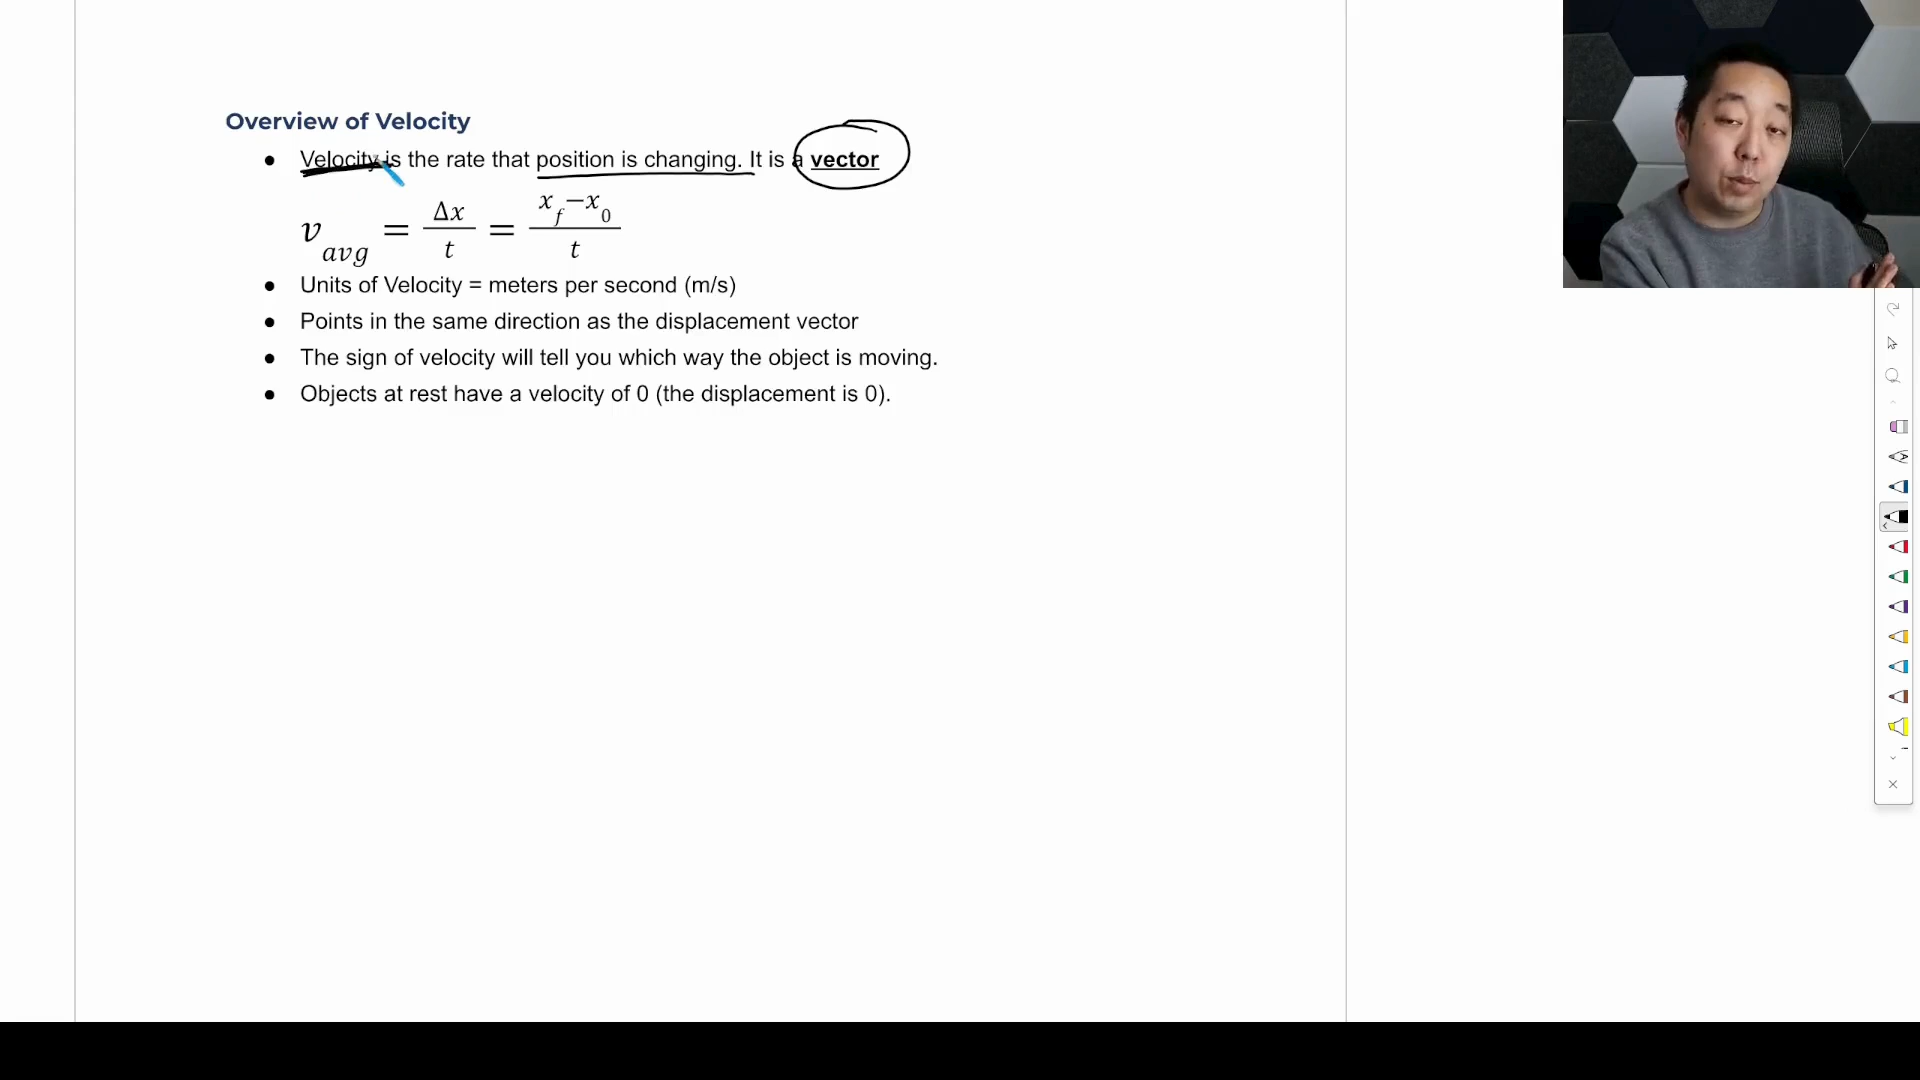 Overview of Velocity
● Velocity is the rate that position is changing. It is a vector
v_avg = Δx/t = (x_f−x_0)/t
● Units of Velocity = meters per second (m/s)
● Points in the same direction as the displacement vector
● The sign of velocity will tell you which way the object is moving.
● Objects at rest have a velocity of 0 (the displacement is 0).